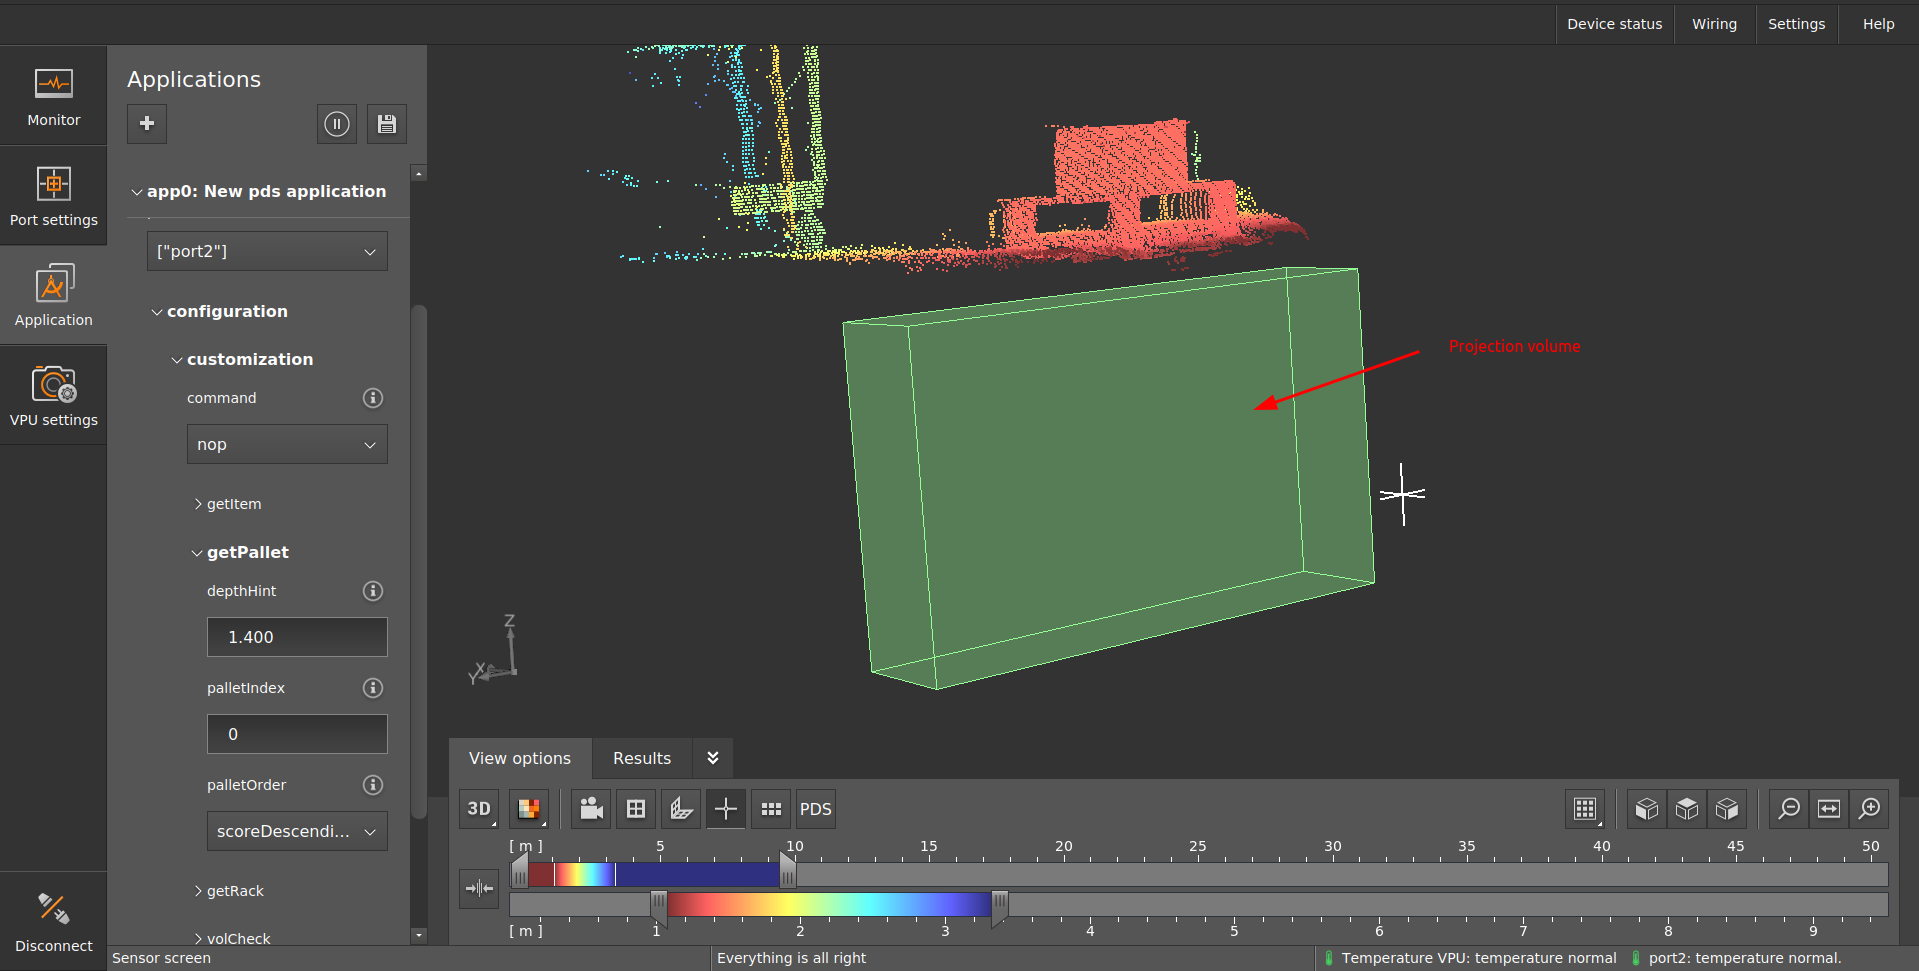 Device status
Wiring
Settings
Help
Monitor
Port settings
Application
VPU settings
Disconnect
Applications
app0: New pds application
["port2"]
configuration
customization
command
nop
getItem
getPallet
depthHint
1.400
palletIndex
0
palletOrder
scoreDescendi...
getRack
volCheck
Projection volume
Z
X
Y
View options
Results
3D
PDS
[ m ] 5 10 15 20 25 30 35 40 45 50
[ m ] 1 2 3 4 5 6 7 8 9
Sensor screen
Everything is all right
Temperature VPU: temperature normal
port2: temperature normal.